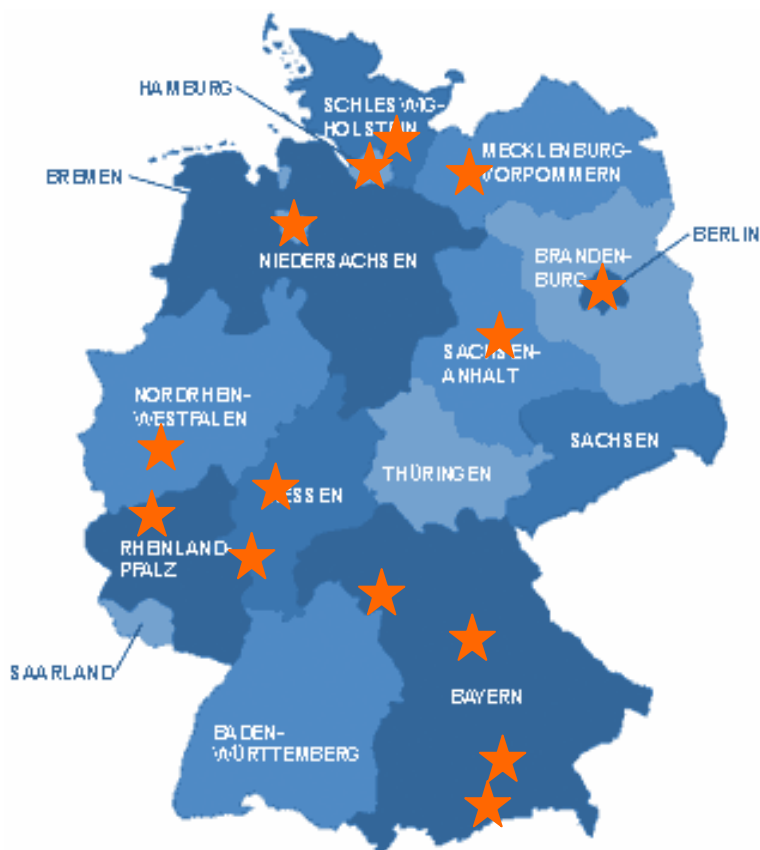 HAMBURG
SCHLESWIG-
HOLSTEIN
MECKLENBURG-
VORPOMMERN
BREMEN
BERLIN
NIEDERSACHSEN
BRANDEN-
BURG
SACHSEN-
ANHALT
NORDRHEIN-
WESTFALEN
SACHSEN
THÜRINGEN
ESSEN
RHEINLAND-
PFALZ
SAARLAND
BAYERN
BADEN-
WÜRTTEMBERG